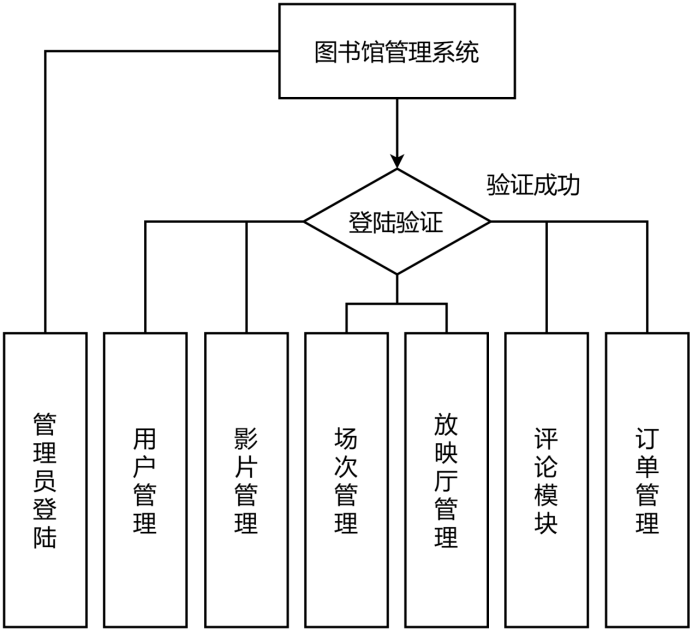 图书馆管理系统
验证成功
登陆验证
管理员登陆
用户管理
影片管理
场次管理
放映厅管理
评论模块
订单管理